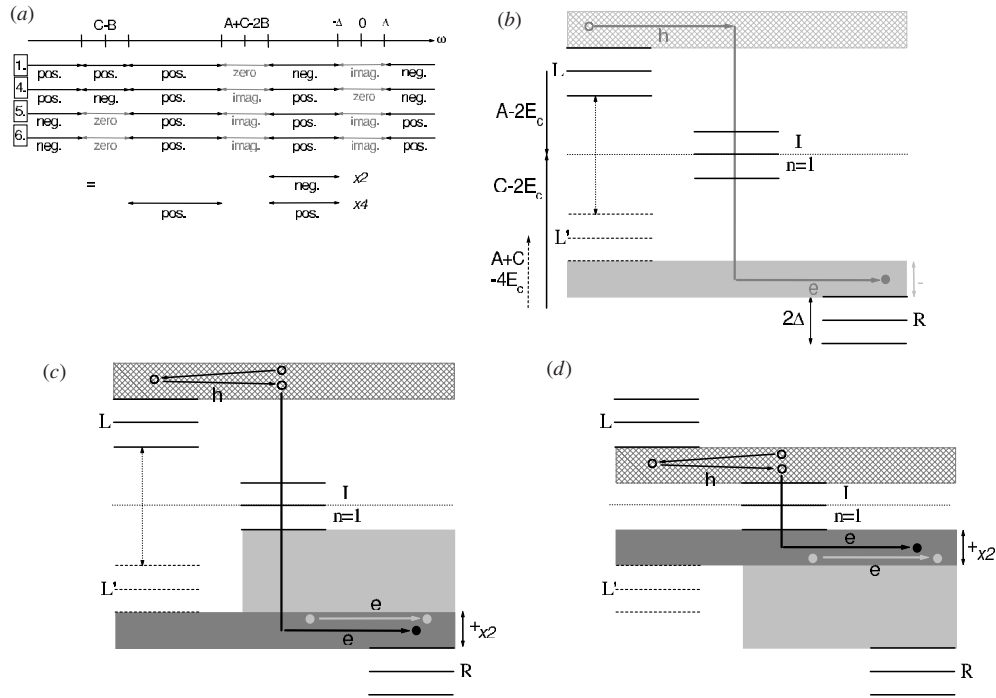 (a)
C-B A+C-2B -Δ 0 Δ
ω
1. pos. pos. pos. zero neg. imag. neg.
4. pos. neg. pos. imag. pos. zero neg.
5. neg. zero pos. imag. pos. imag. pos.
6. neg. zero pos. imag. pos. imag. pos.
= neg. x2
pos. pos. x4
(b)
h
L
A-2E_c
I
n=1
C-2E_c
L'
A+C
-4E_c
e
-
2Δ
R
(c)
h
L
I
n=1
L'
e
e
+x2
R
(d)
L
h
I
n=1
e
e
+x2
L'
R